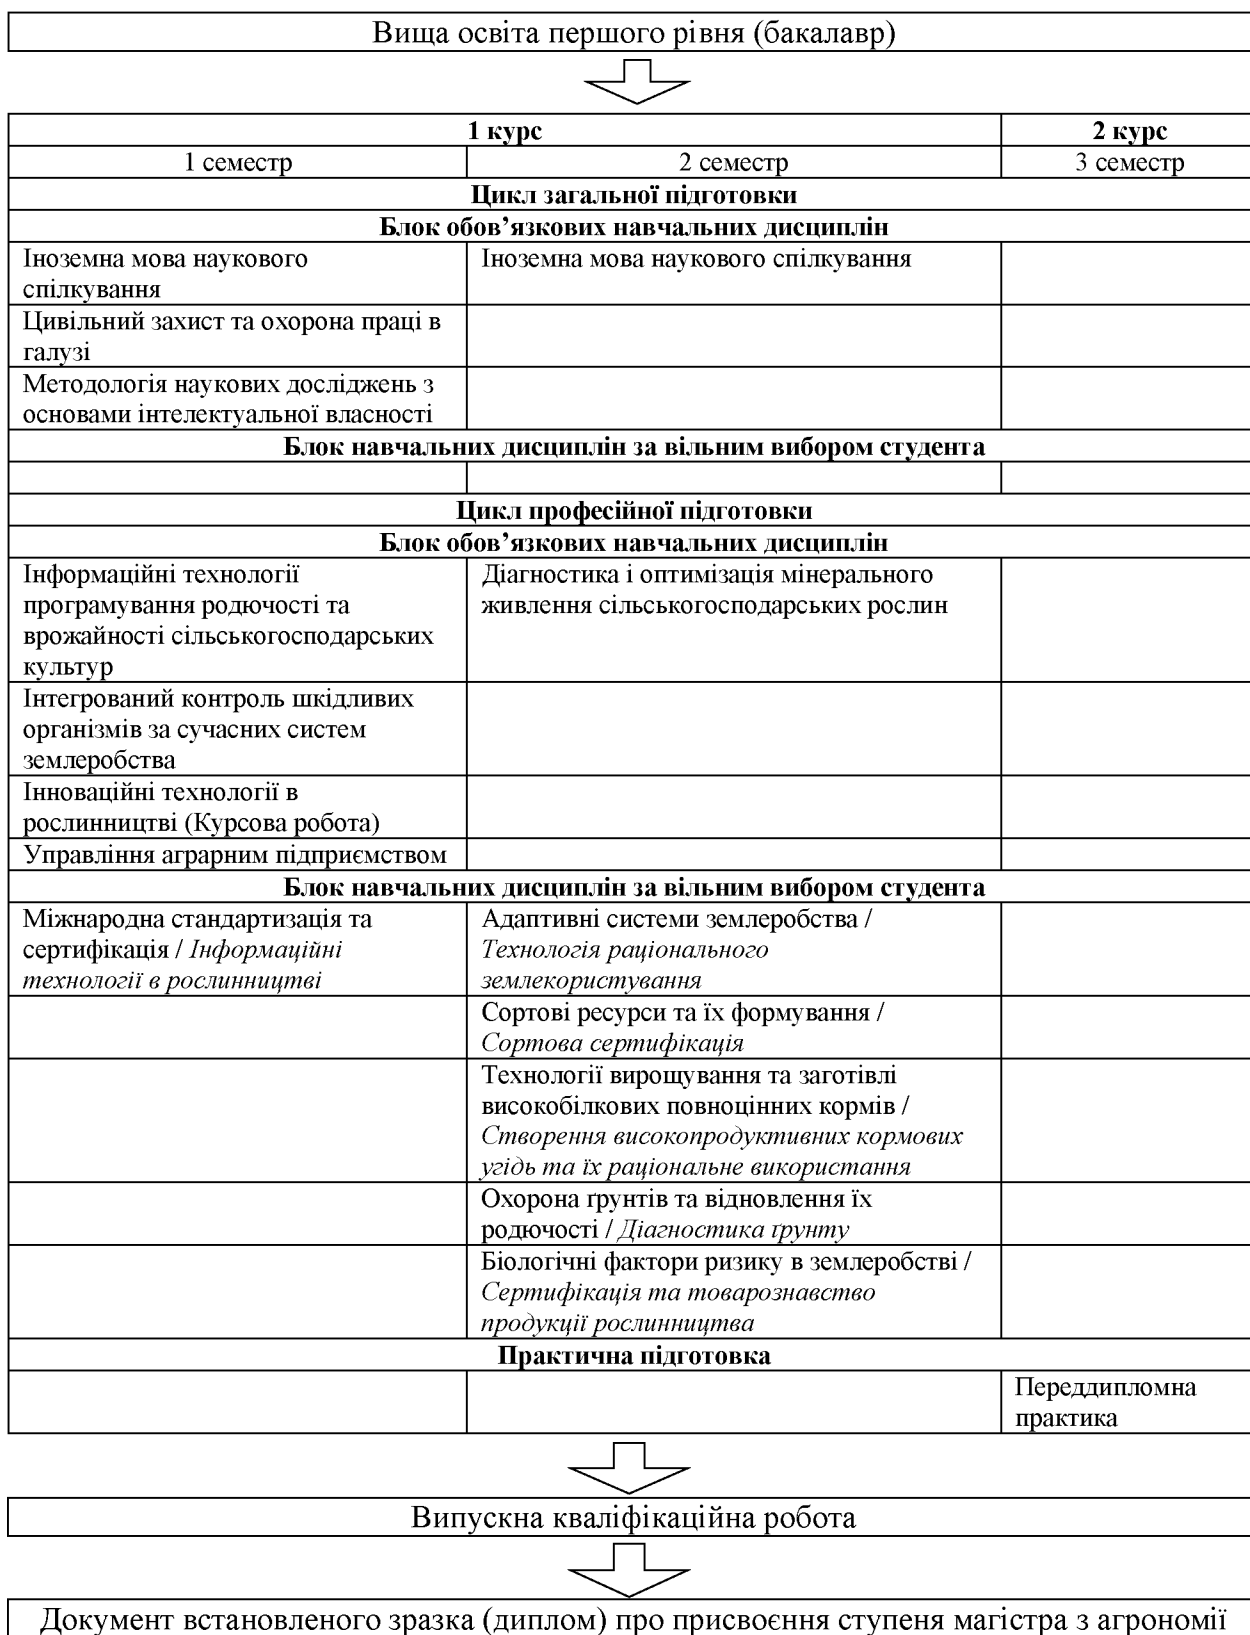 Вища освіта першого рівня (бакалавр)
1 курс 2 курс
1 семестр 2 семестр 3 семестр
Цикл загальної підготовки
Блок обов’язкових навчальних дисциплін
Іноземна мова наукового Іноземна мова наукового спілкування
спілкування
Цивільний захист та охорона праці в
галузі
Методологія наукових досліджень з
основами інтелектуальної власності
Блок навчальних дисциплін за вільним вибором студента
Цикл професійної підготовки
Блок обов’язкових навчальних дисциплін
Інформаційні технології Діагностика і оптимізація мінерального
програмування родючості та живлення сільськогосподарських рослин
врожайності сільськогосподарських
культур
Інтегрований контроль шкідливих
організмів за сучасних систем
землеробства
Інноваційні технології в
рослинництві (Курсова робота)
Управління аграрним підприємством
Блок навчальних дисциплін за вільним вибором студента
Міжнародна стандартизація та Адаптивні системи землеробства /
сертифікація / Інформаційні Технологія раціонального
технології в рослинництві землекористування
Сортові ресурси та їх формування /
Сортова сертифікація
Технології вирощування та заготівлі
високобілкових повноцінних кормів /
Створення високопродуктивних кормових
угідь та їх раціональне використання
Охорона ґрунтів та відновлення їх
родючості / Діагностика ґрунту
Біологічні фактори ризику в землеробстві /
Сертифікація та товарознавство
продукції рослинництва
Практична підготовка
Переддипломна
практика
Випускна кваліфікаційна робота
Документ встановленого зразка (диплом) про присвоєння ступеня магістра з агрономії